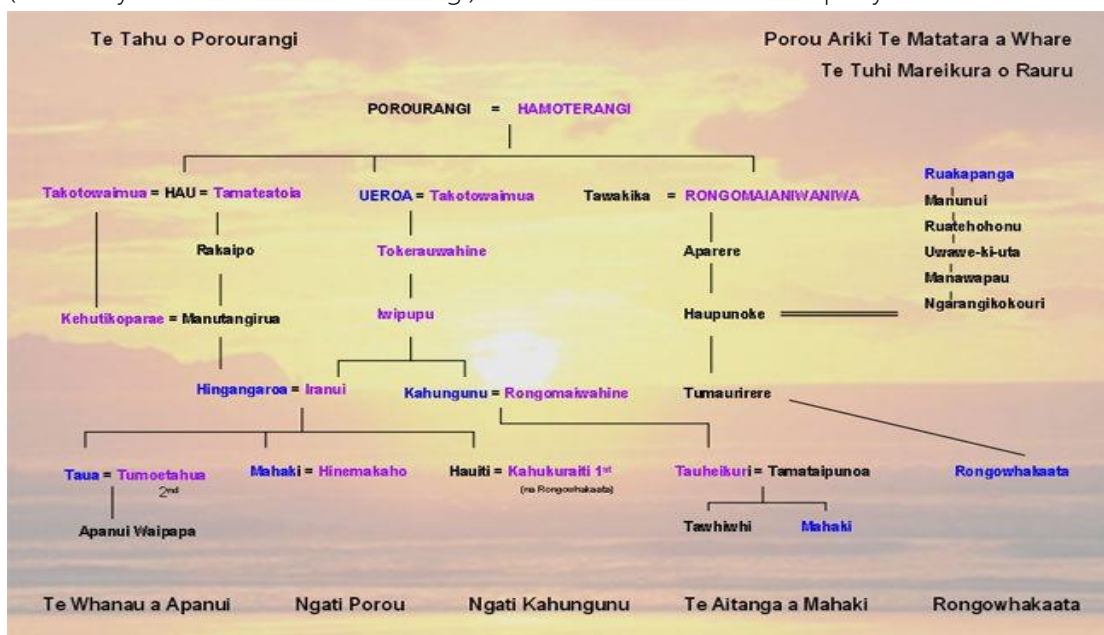 Te Tahu o Porourangi
Porou Ariki Te Matatara a Whare
Te Tuhi Mareikura o Rauru
POROURANGI = HAMOTERANGI
Takotowaimua = HAU = Tamateatoia
UEROA = Takotowaimua
Tawakika = RONGOMAIANIWANIWA
Ruakapanga
Manunui
Ruatehohonu
Uwawe-ki-uta
Manawapau
Ngarangikokouri
Rakaipo
Tokerauwahine
Aparere
Kehutikoparae = Manutangirua
Iwipupu
Haupunoke
Hingangaroa = Iranui
Kahungunu = Rongomaiwahine
Tumaurirere
Taua = Tumoetahua
2nd
Mahaki = Hinemakaho
Hauiti = Kahukuraiti 1st
(na Rongowhakaata)
Tauheikuri = Tamataipunoa
Rongowhakaata
Apanui Waipapa
Tawhiwhi
Mahaki
Te Whanau a Apanui
Ngati Porou
Ngati Kahungunu
Te Aitanga a Mahaki
Rongowhakaata